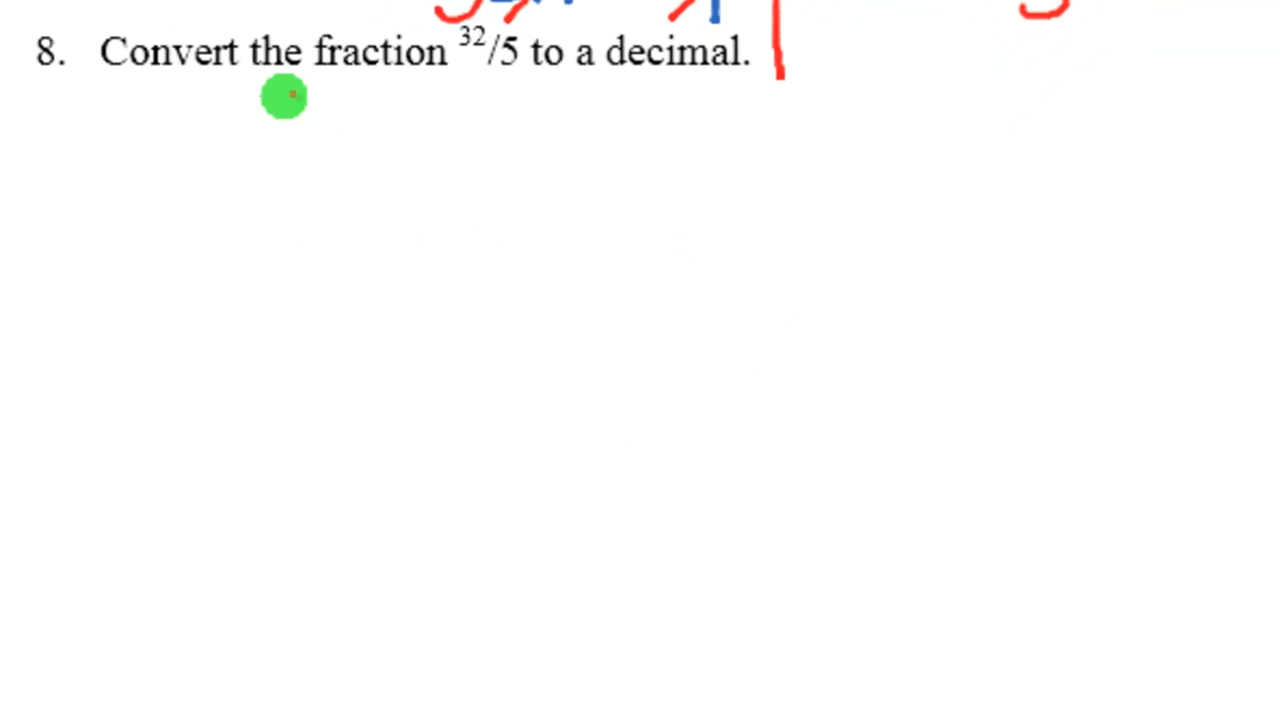 8. Convert the fraction ³²/5 to a decimal.